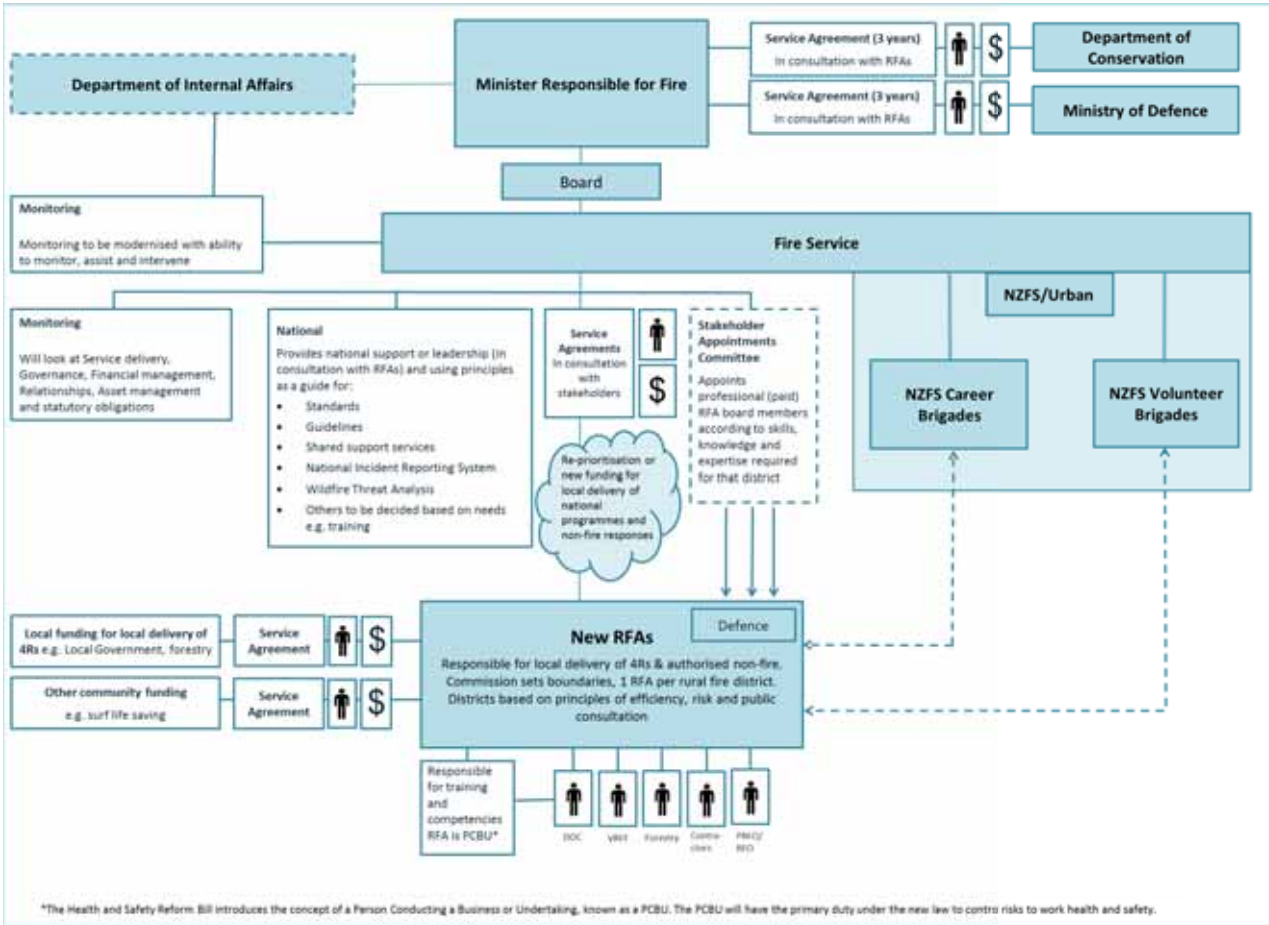 Department of Internal Affairs
Minister Responsible for Fire
Service Agreement (3 years)
In consultation with RFAs
$
Department of
Conservation
Service Agreement (3 years)
In consultation with RFAs
$
Ministry of Defence
Board
Monitoring
Monitoring to be modernised with ability
to monitor, assist and intervene
Fire Service
NZFS/Urban
NZFS Career
Brigades
NZFS Volunteer
Brigades
Monitoring
Will look at Service delivery,
Governance, Financial management,
Relationships, Asset management
and statutory obligations
National
Provides national support or leadership (in
consultation with RFAs) and using principles
as a guide for:
• Standards
• Guidelines
• Shared support services
• National Incident Reporting System
• Wildfire Threat Analysis
• Others to be decided based on needs
e.g. training
Service
Agreements
In consultation
with
stakeholders
$
Stakeholder
Appointments
Committee
Appoints
professional (paid)
RFA board members
according to skills,
knowledge and
expertise required
for that district
Re-prioritisation or
new funding for
local delivery of
national
programmes and
non-fire responses
Local funding for local delivery of
4Rs e.g. Local Government, forestry
Service
Agreement
$
Other community funding
e.g. surf life saving
Service
Agreement
$
New RFAs
Defence
Responsible for local delivery of 4Rs & authorised non-fire.
Commission sets boundaries, 1 RFA per rural fire district.
Districts based on principles of efficiency, risk and public
consultation
Responsible
for training
and
competencies
RFA is PCBU*
DOC
VRFF
Forestry
Contra-
ctors
PRFO/
RFO
*The Health and Safety Reform Bill introduces the concept of a Person Conducting a Business or Undertaking, known as a PCBU. The PCBU will have the primary duty under the new law to contro risks to work health and safety.